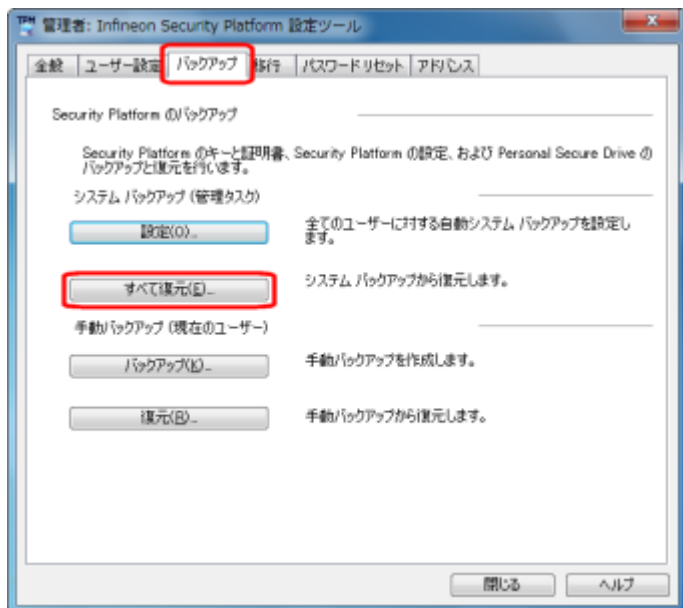 TPM 管理者: Infineon Security Platform 設定ツール
全般 ユーザー設定 バックアップ 移行 パスワード リセット アドバンス
Security Platform のバックアップ
Security Platform のキーと証明書、Security Platform の設定、および Personal Secure Drive の
バックアップと復元を行います。
システム バックアップ (管理タスク)
設定(O)...
全てのユーザーに対する自動システム バックアップを設定し
ます。
すべて復元(E)...
システム バックアップから復元します。
手動バックアップ (現在のユーザー)
バックアップ(K)...
手動バックアップを作成します。
復元(R)...
手動バックアップから復元します。
閉じる ヘルプ